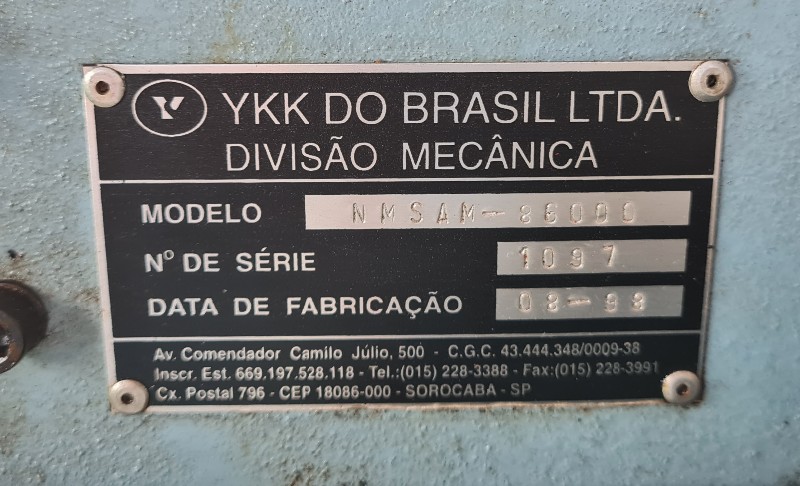 Y YKK DO BRASIL LTDA.
DIVISÃO MECÂNICA
MODELO NMSAM-86000
Nº DE SÉRIE 1097
DATA DE FABRICAÇÃO
Av. Comendador Camilo Júlio, 500 - C.G.C. 43.444.348/0009-38
Inscr. Est. 669.197.528.118 - Tel.:(015) 228-3388 - Fax:(015) 228-3991
Cx. Postal 796 - CEP 18086-000 - SOROCABA - SP